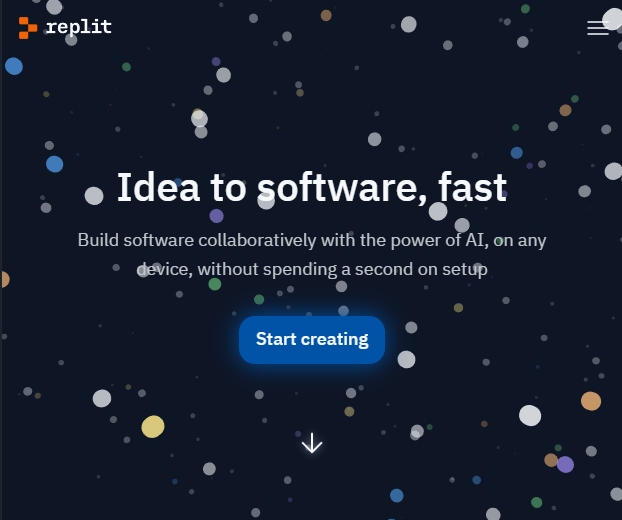 replit
Idea to software, fast
Build software collaboratively with the power of AI, on any
device, without spending a second on setup
Start creating